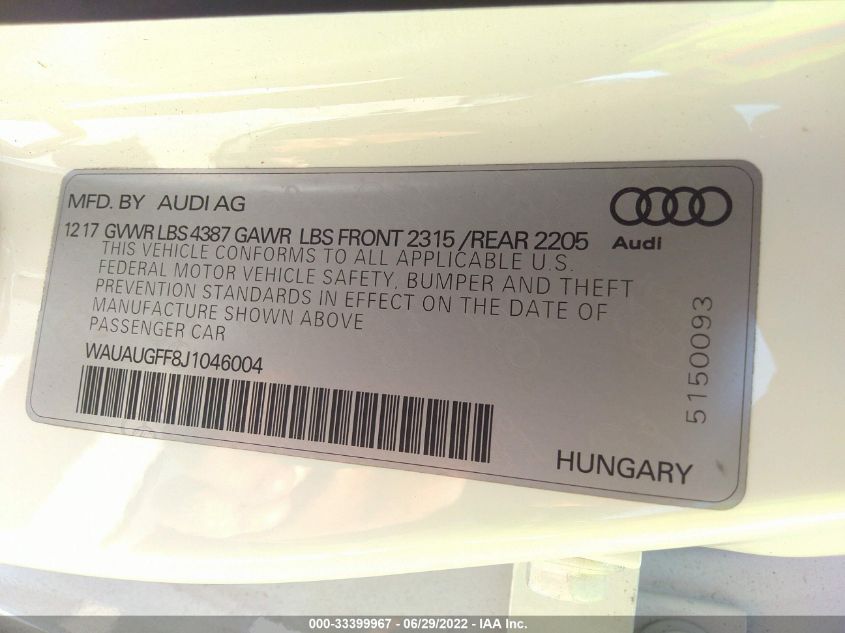 MFD. BY AUDI AG
12 17 GVWR LBS 4387 GAWR LBS FRONT 2315 /REAR 2205
THIS VEHICLE CONFORMS TO ALL APPLICABLE U.S.
FEDERAL MOTOR VEHICLE SAFETY, BUMPER AND THEFT
PREVENTION STANDARDS IN EFFECT ON THE DATE OF
MANUFACTURE SHOWN ABOVE
PASSENGER CAR
WAUAUGFF8J1046004
Audi
5150093
HUNGARY
000-33399967 - 06/29/2022 - IAA Inc.